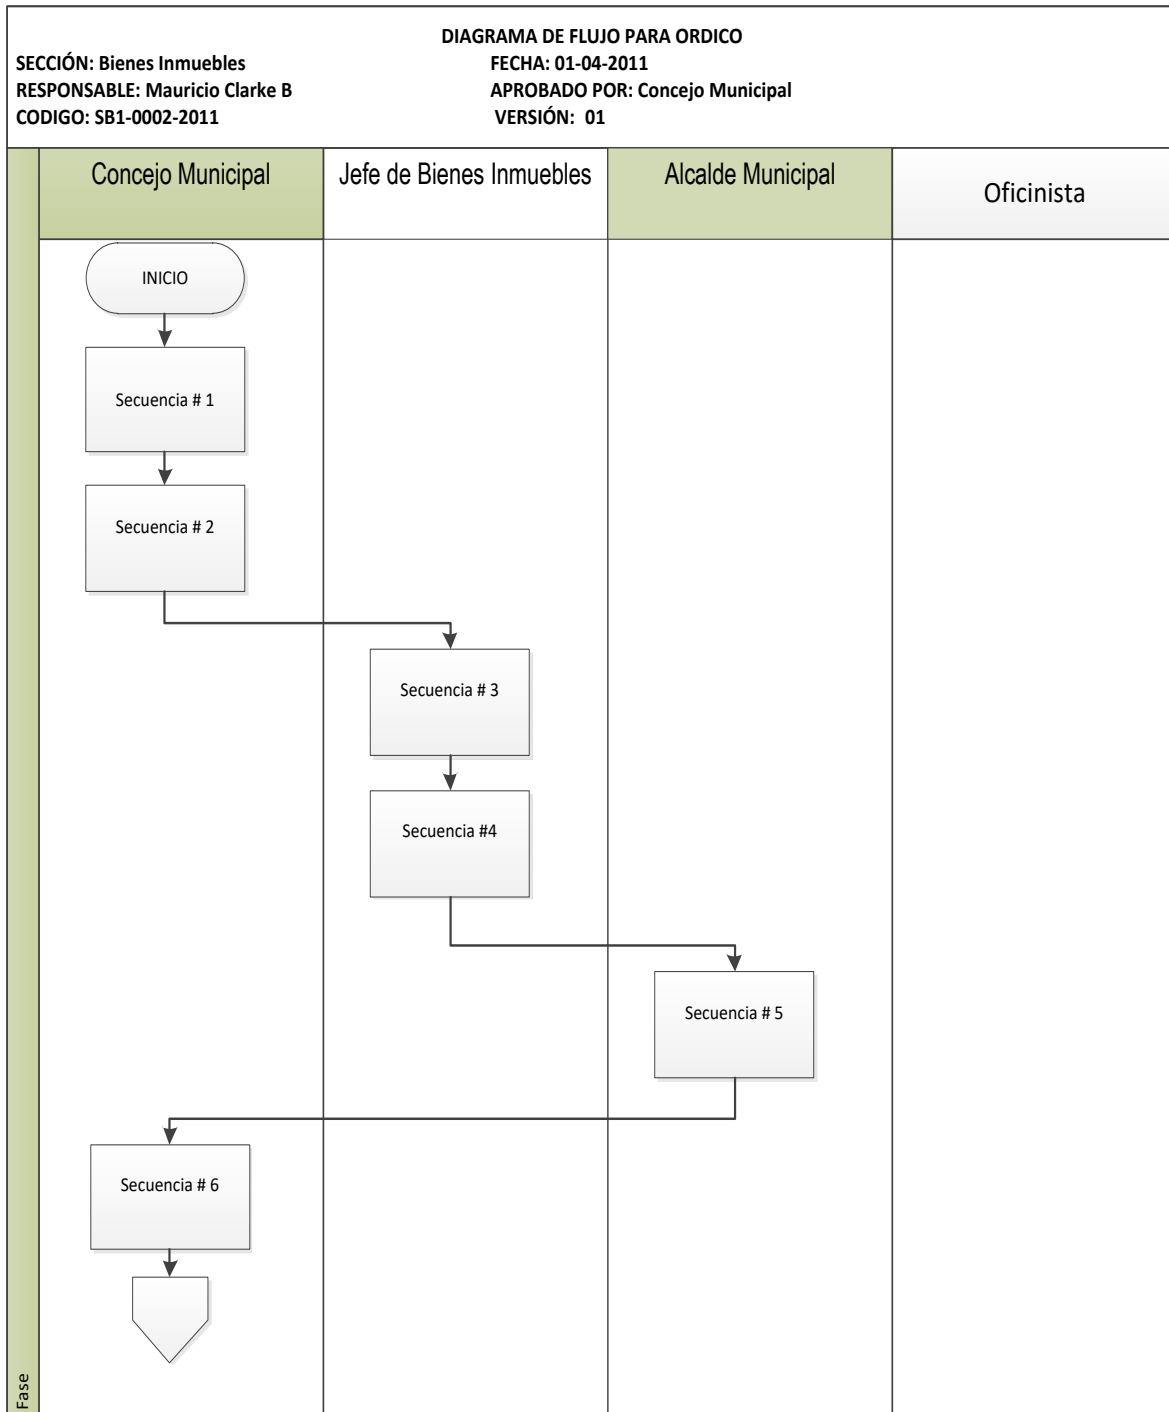 DIAGRAMA DE FLUJO PARA ORDICO
SECCIÓN: Bienes Inmuebles FECHA: 01-04-2011
RESPONSABLE: Mauricio Clarke B APROBADO POR: Concejo Municipal
CODIGO: SB1-0002-2011 VERSIÓN: 01
Concejo Municipal Jefe de Bienes Inmuebles Alcalde Municipal Oficinista
INICIO
Secuencia # 1
Secuencia # 2
Secuencia # 3
Secuencia #4
Secuencia # 5
Secuencia # 6
Fase